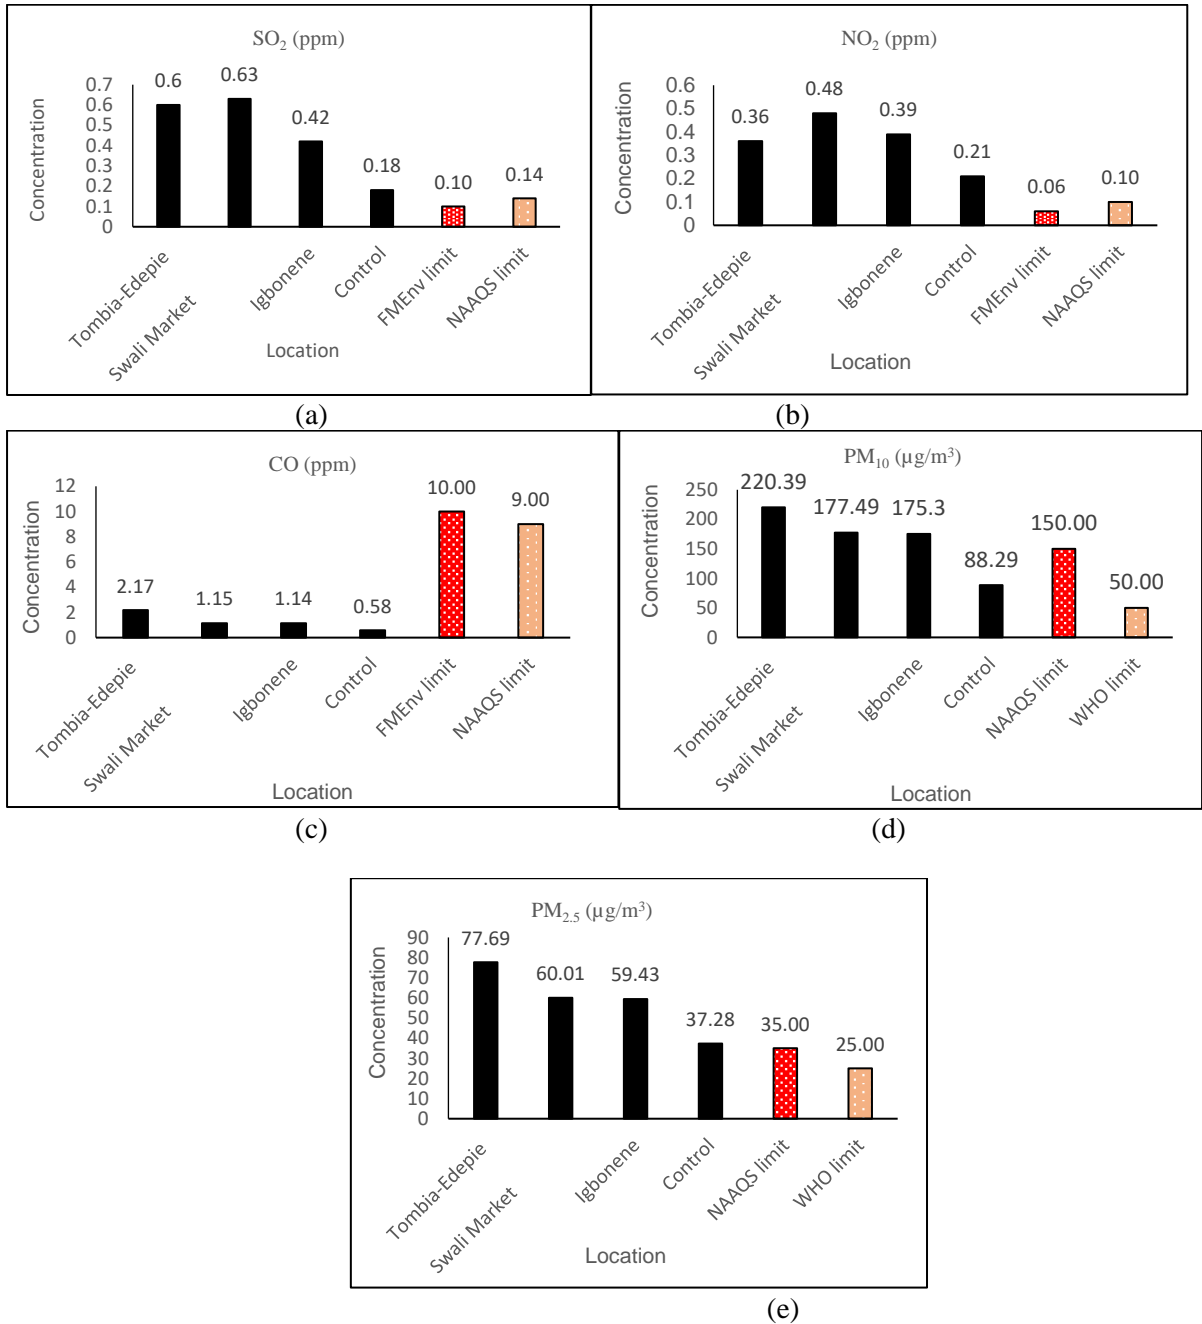 SO2 (ppm)
Concentration
0.7
0.6
0.5
0.4
0.3
0.2
0.1
0
0.6
0.63
0.42
0.18
0.10
0.14
Tombia-Edepie
Swali Market
Igbonene
Control
FMEnv limit
NAAQS limit
Location
(a)
NO2 (ppm)
Concentration
0.6
0.5
0.4
0.3
0.2
0.1
0
0.36
0.48
0.39
0.21
0.06
0.10
Tombia-Edepie
Swali Market
Igbonene
Control
FMEnv limit
NAAQS limit
Location
(b)
CO (ppm)
Concentration
12
10
8
6
4
2
0
2.17
1.15
1.14
0.58
10.00
9.00
Tombia-Edepie
Swali Market
Igbonene
Control
FMEnv limit
NAAQS limit
Location
(c)
PM10 (µg/m³)
Concentration
250
200
150
100
50
0
220.39
177.49
175.3
88.29
150.00
50.00
Tombia-Edepie
Swali Market
Igbonene
Control
NAAQS limit
WHO limit
Location
(d)
PM2.5 (µg/m³)
Concentration
90
80
70
60
50
40
30
20
10
0
77.69
60.01
59.43
37.28
35.00
25.00
Tombia-Edepie
Swali Market
Igbonene
Control
NAAQS limit
WHO limit
Location
(e)